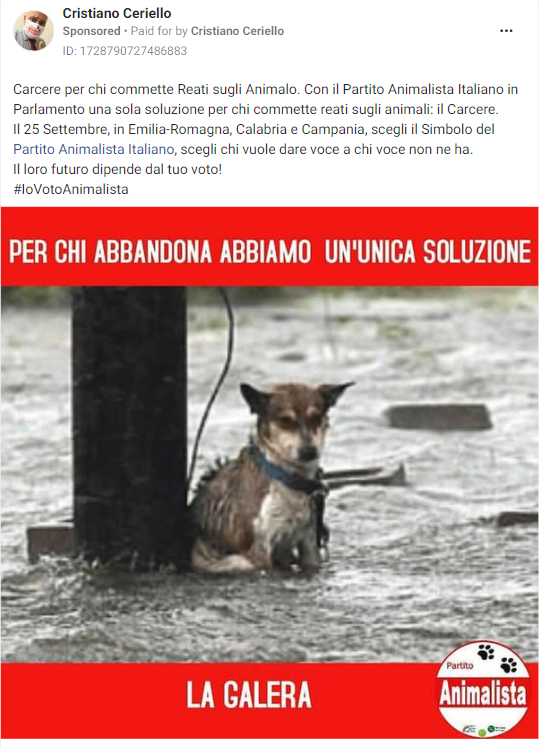 Cristiano Ceriello
Sponsored • Paid for by Cristiano Ceriello
ID: 1728790727486883
Carcere per chi commette Reati sugli Animalo. Con il Partito Animalista Italiano in
Parlamento una sola soluzione per chi commette reati sugli animali: il Carcere.
Il 25 Settembre, in Emilia-Romagna, Calabria e Campania, scegli il Simbolo del
Partito Animalista Italiano, scegli chi vuole dare voce a chi voce non ne ha.
Il loro futuro dipende dal tuo voto!
#IoVotoAnimalista
PER CHI ABBANDONA ABBIAMO UN'UNICA SOLUZIONE
LA GALERA
Partito
Animalista